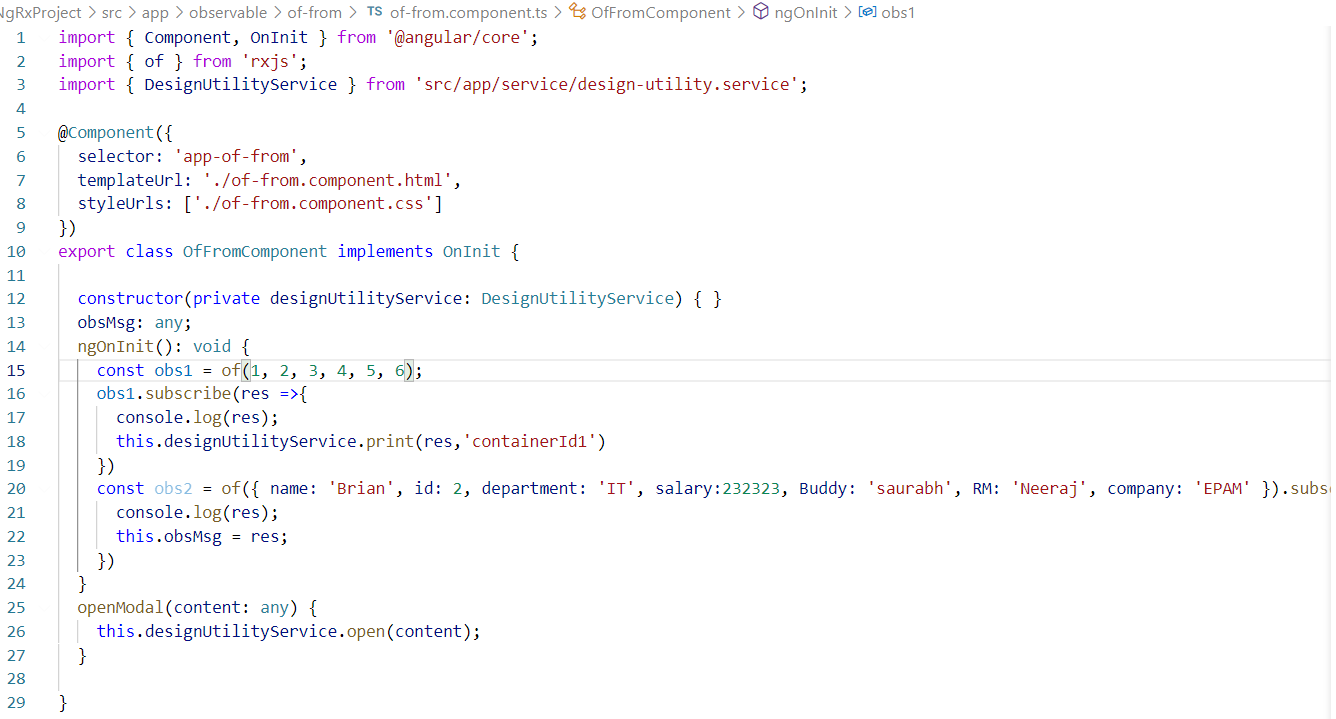 NgRxProject > src > app > observable > of-from > TS of-from.component.ts > OfFromComponent > ngOnInit > obs1
1 import { Component, OnInit } from '@angular/core';
2 import { of } from 'rxjs';
3 import { DesignUtilityService } from 'src/app/service/design-utility.service';
4
5 @Component({
6   selector: 'app-of-from',
7   templateUrl: './of-from.component.html',
8   styleUrls: ['./of-from.component.css']
9 })
10 export class OfFromComponent implements OnInit {
11
12   constructor(private designUtilityService: DesignUtilityService) { }
13   obsMsg: any;
14   ngOnInit(): void {
15     const obs1 = of(1, 2, 3, 4, 5, 6);
16     obs1.subscribe(res =>{
17       console.log(res);
18       this.designUtilityService.print(res,'containerId1')
19     })
20     const obs2 = of({ name: 'Brian', id: 2, department: 'IT', salary:232323, Buddy: 'saurabh', RM: 'Neeraj', company: 'EPAM' }).subs
21       console.log(res);
22       this.obsMsg = res;
23     })
24   }
25   openModal(content: any) {
26     this.designUtilityService.open(content);
27   }
28
29 }